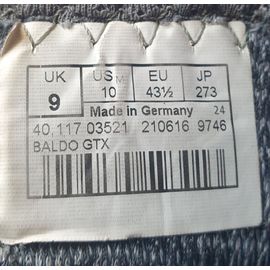 UK US M. EU JP
9 10 43½ 273
Made in Germany 24
40,117 03521 210616 9746
BALDO GTX